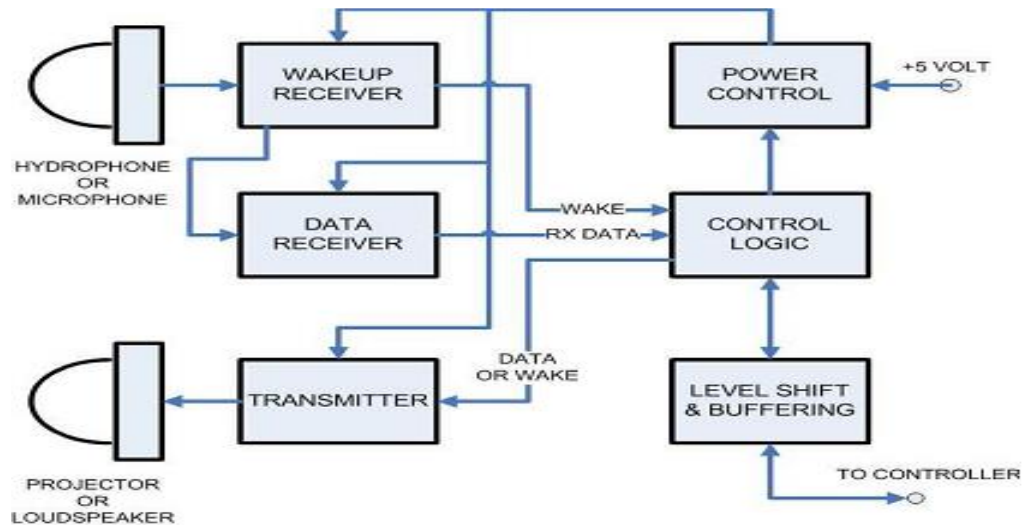 WAKEUP
RECEIVER
POWER
CONTROL
+5 VOLT
HYDROPHONE
OR
MICROPHONE
DATA
RECEIVER
WAKE
RX DATA
CONTROL
LOGIC
DATA
OR WAKE
TRANSMITTER
LEVEL SHIFT
& BUFFERING
PROJECTOR
OR
LOUDSPEAKER
TO CONTROLLER